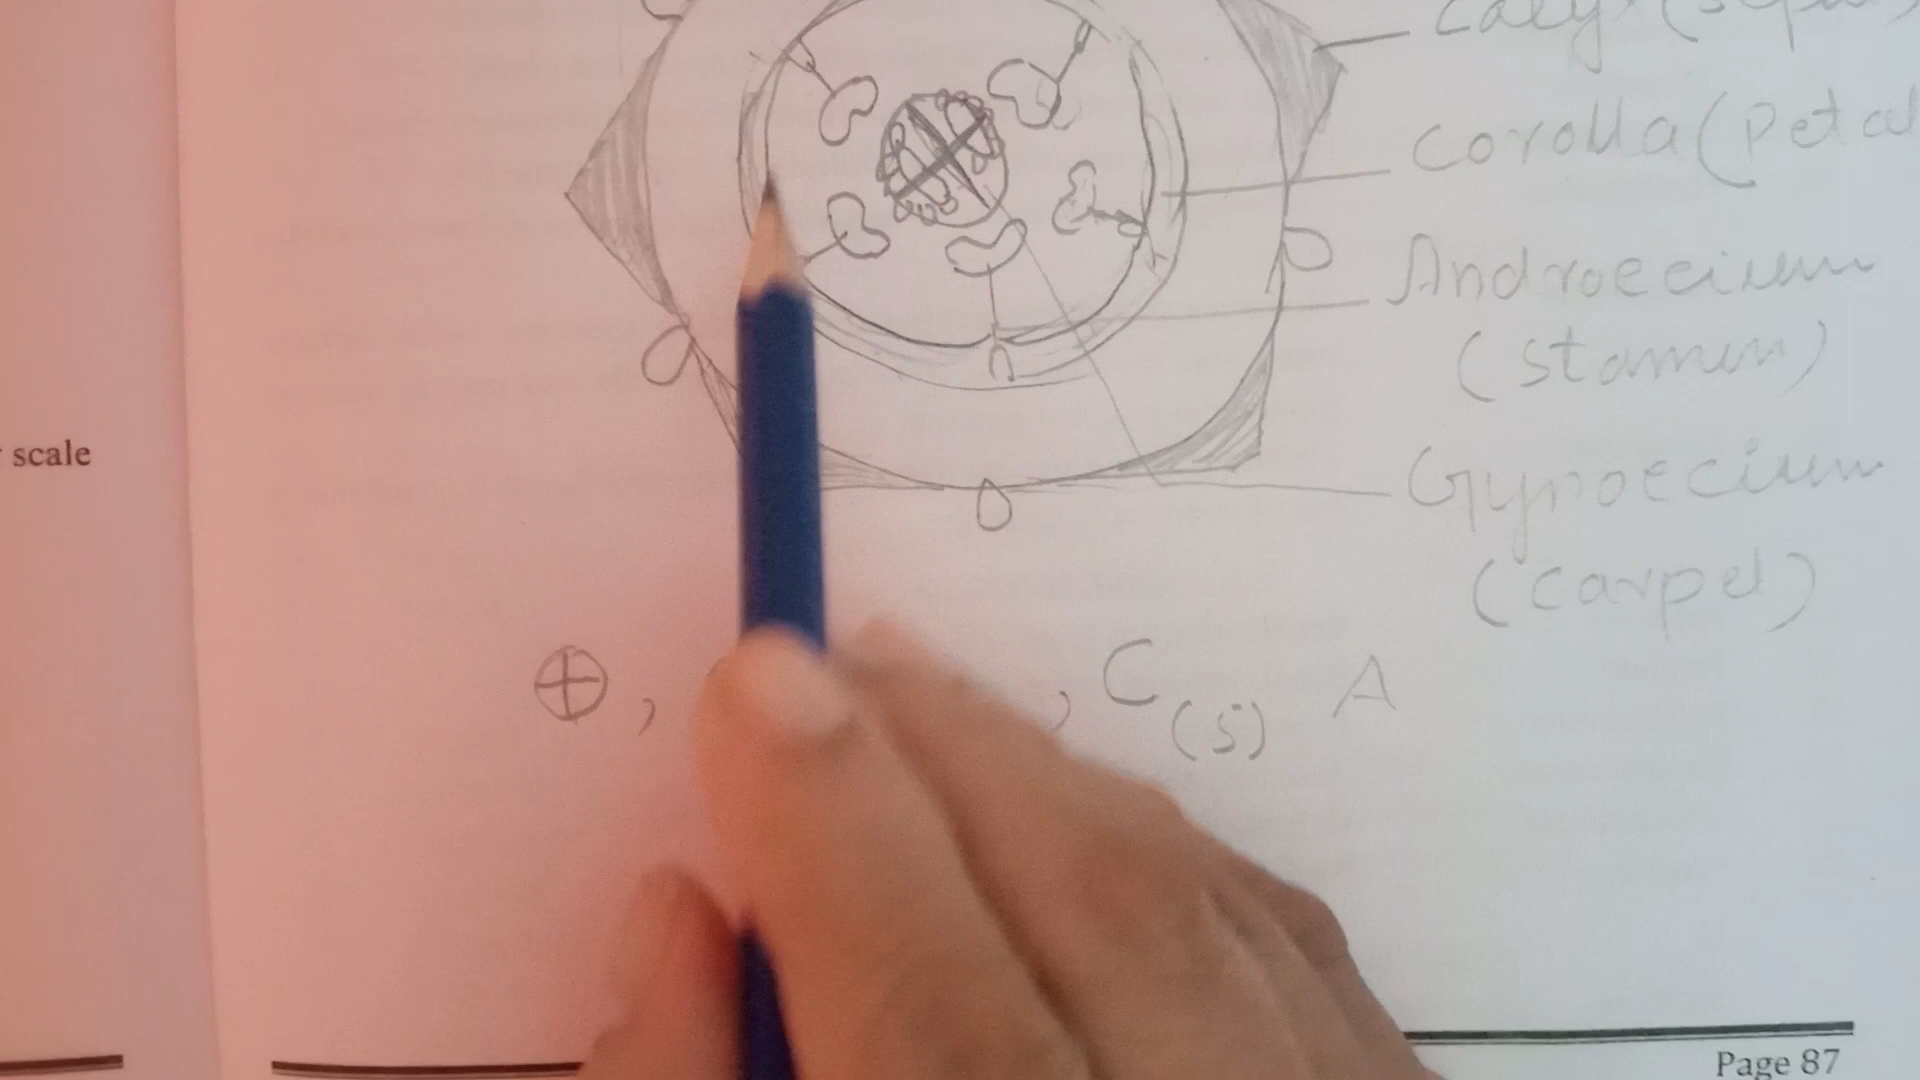 Corolla (Petal
Androecium
(Stamen)
scale
Gynoecium
(Carpel)
⊕, , C(5) A
Page 87